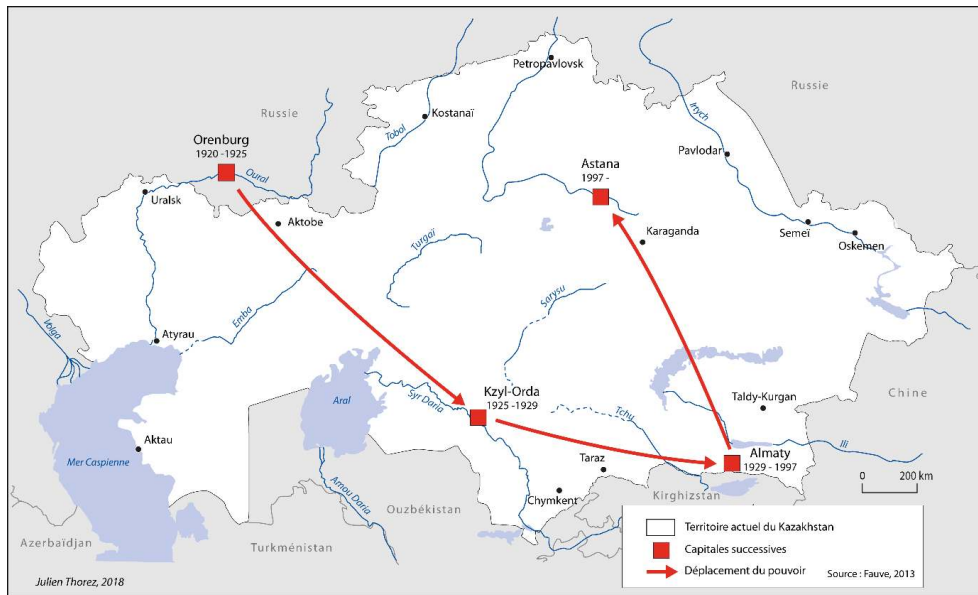 Petropavlovsk
Russie
Russie
Kostanaï
Tobol
Irtych
Orenburg
1920 -1925
Oural
Pavlodar
Astana
1997 -
Uralsk
Aktobe
Karaganda
Semeï
Oskemen
Turgaï
Sarysu
Emba
Volga
Atyrau
Aral
Syr Daria
Kzyl-Orda
1925 -1929
Tchu
Taldy-Kurgan
Chine
Aktau
Mer Caspienne
Amou Daria
Ili
Almaty
1929 - 1997
Taraz
Chymkent
Kirghizstan
200 km
Ouzbékistan
Azerbaïdjan
Turkménistan
Territoire actuel du Kazakhstan
Capitales successives
Déplacement du pouvoir
Source : Fauve, 2013
Julien Thorez, 2018
0